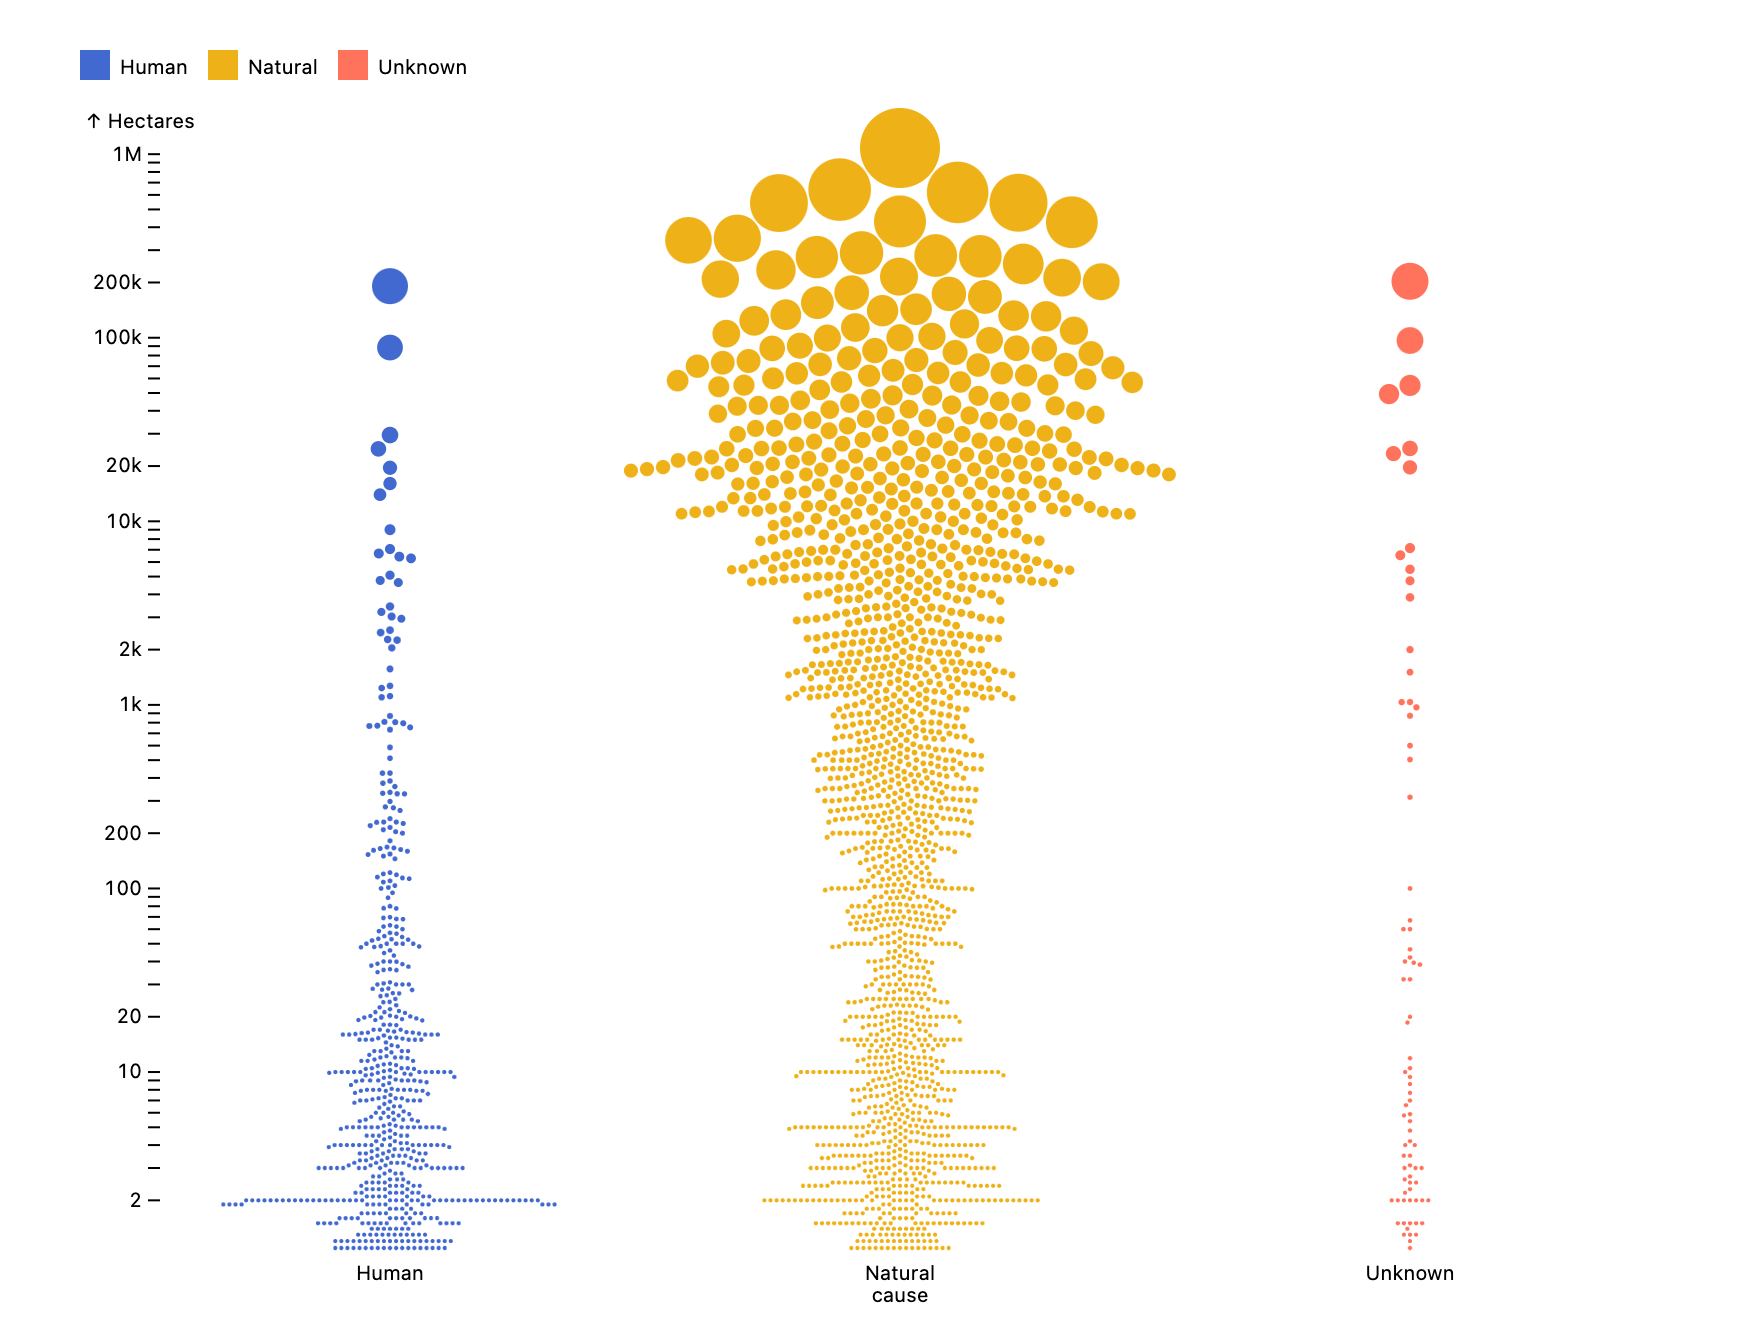 Human Natural Unknown
↑ Hectares
1M
200k
100k
20k
10k
2k
1k
200
100
20
10
2
Human Natural Unknown
cause